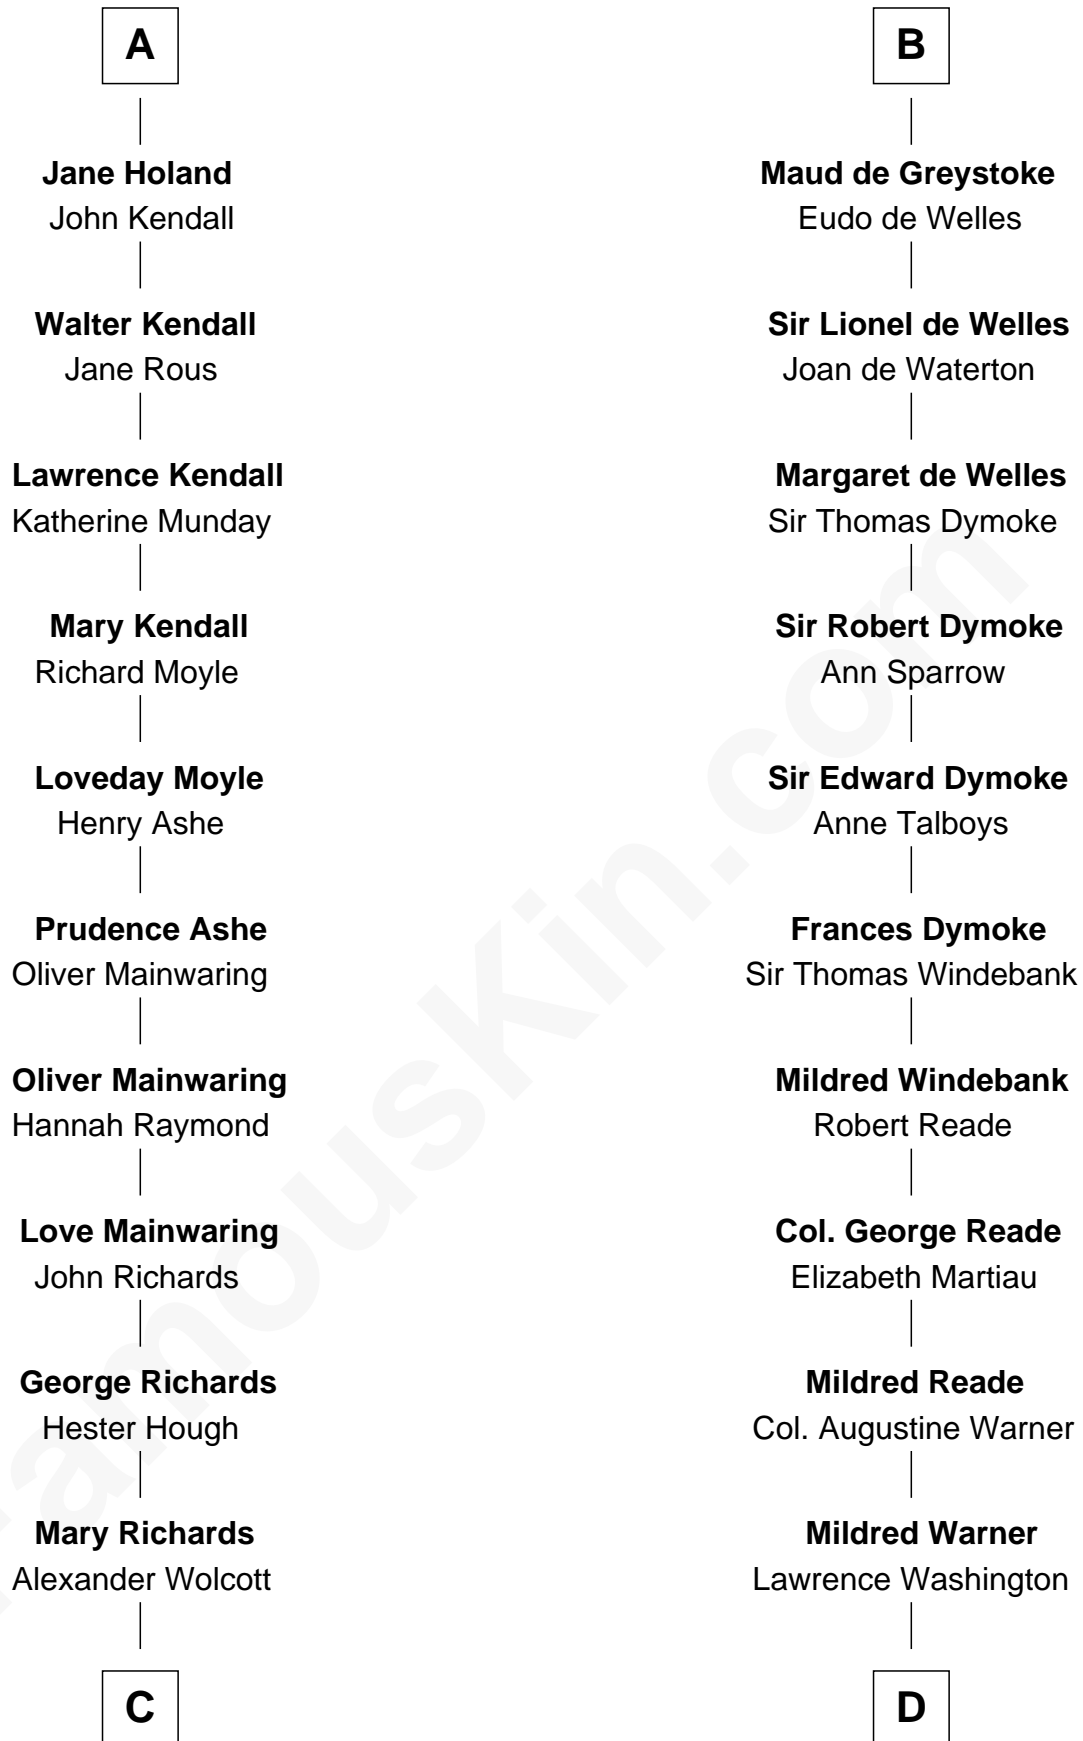 A
Jane Holand
John Kendall
Walter Kendall
Jane Rous
Lawrence Kendall
Katherine Munday
Mary Kendall
Richard Moyle
Loveday Moyle
Henry Ashe
Prudence Ashe
Oliver Mainwaring
Oliver Mainwaring
Hannah Raymond
Love Mainwaring
John Richards
George Richards
Hester Hough
Mary Richards
Alexander Wolcott
C
B
Maud de Greystoke
Eudo de Welles
Sir Lionel de Welles
Joan de Waterton
Margaret de Welles
Sir Thomas Dymoke
Sir Robert Dymoke
Ann Sparrow
Sir Edward Dymoke
Anne Talboys
Frances Dymoke
Sir Thomas Windebank
Mildred Windebank
Robert Reade
Col. George Reade
Elizabeth Martiau
Mildred Reade
Col. Augustine Warner
Mildred Warner
Lawrence Washington
D
FamousKin.com